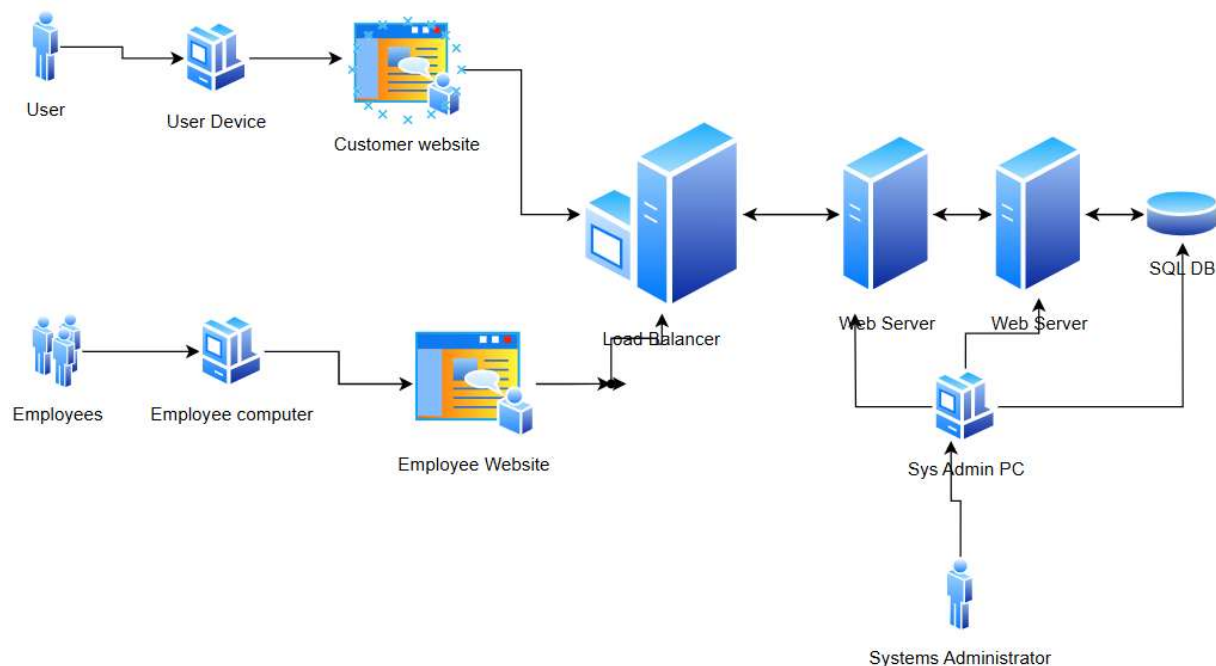 User
User Device
Customer website
SQL DB
Load Balancer
Web Server
Web Server
Employees
Employee computer
Employee Website
Sys Admin PC
Systems Administrator